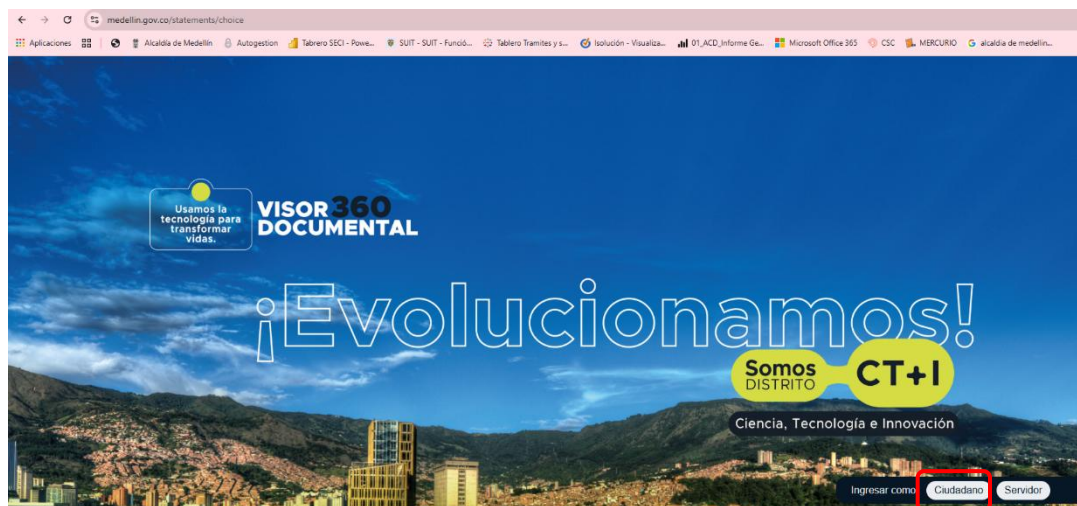 medellin.gov.co/statements/choice
Aplicaciones Alcaldía de Medellín Autogestion Tabrero SECI - Powe... SUIT - SUIT - Funció... Tablero Tramites y s... Isolución - Visualiza... 01_ACD_Informe Ge... Microsoft Office 365 CSC MERCURIO alcaldia de medellin...
Usamos la
tecnología para
transformar
vidas.
VISOR 360
DOCUMENTAL
¡Evolucionamos!
Somos
DISTRITO
CT+I
Ciencia, Tecnología e Innovación
Ingresar como Ciudadano Servidor